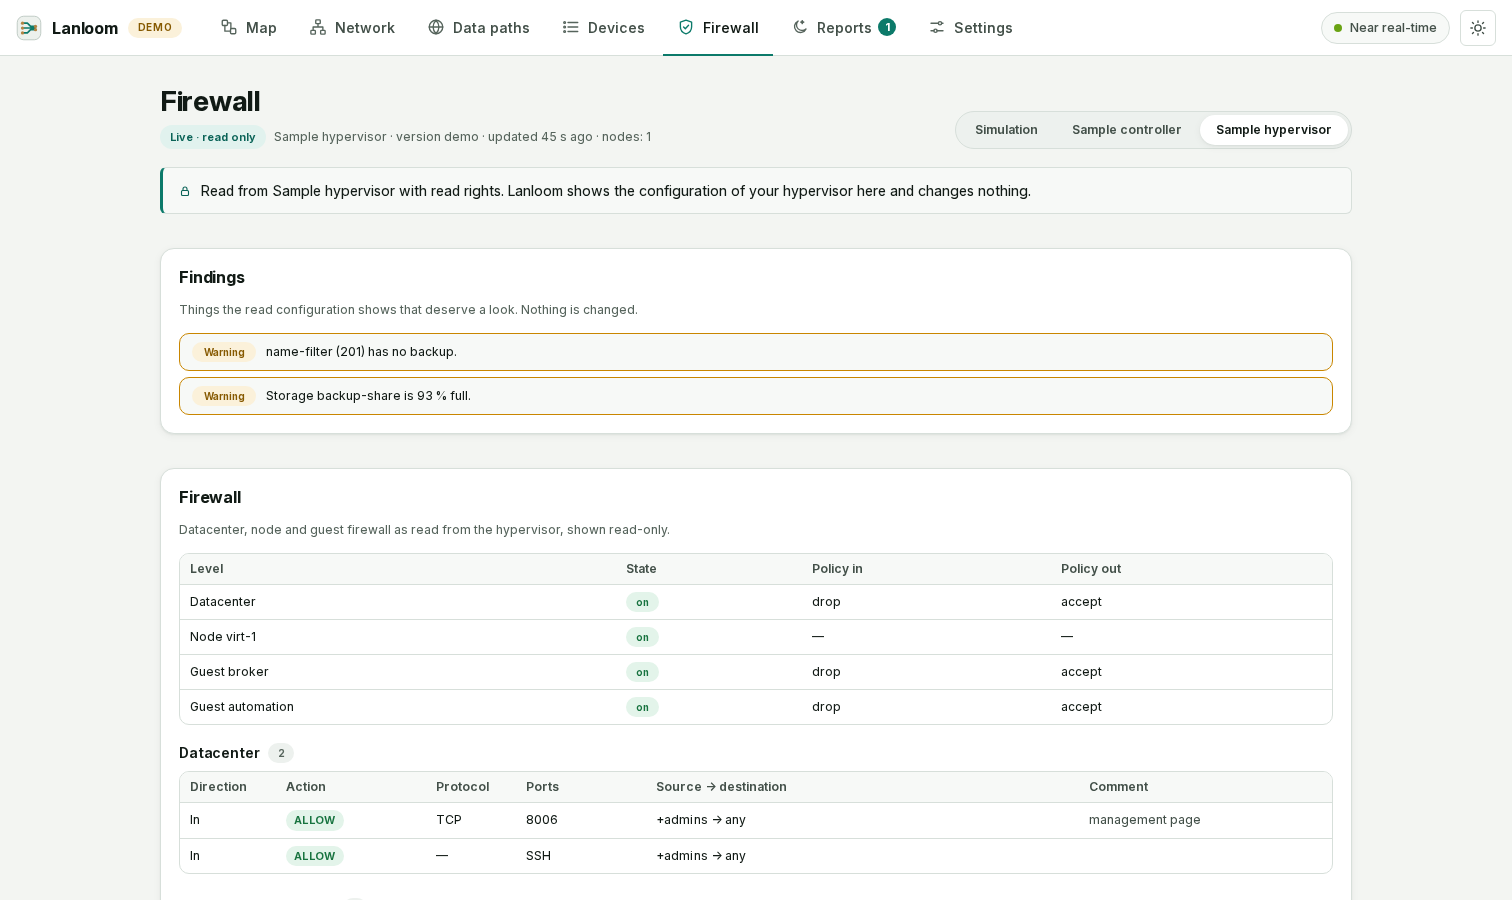 Lanloom DEMO Map Network Data paths Devices Firewall Reports 1 Settings Near real-time
Firewall
Live · read only Sample hypervisor · version demo · updated 45 s ago · nodes: 1
Simulation Sample controller Sample hypervisor
Read from Sample hypervisor with read rights. Lanloom shows the configuration of your hypervisor here and changes nothing.
Findings
Things the read configuration shows that deserve a look. Nothing is changed.
Warning name-filter (201) has no backup.
Warning Storage backup-share is 93 % full.
Firewall
Datacenter, node and guest firewall as read from the hypervisor, shown read-only.
Level State Policy in Policy out
Datacenter on drop accept
Node virt-1 on — —
Guest broker on drop accept
Guest automation on drop accept
Datacenter 2
Direction Action Protocol Ports Source → destination Comment
In ALLOW TCP 8006 +admins → any management page
In ALLOW — SSH +admins → any